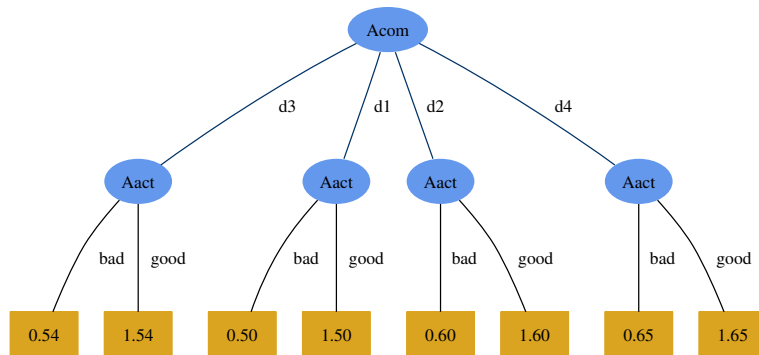 Acom
d3 d1 d2 d4
Aact Aact Aact Aact
bad good bad good bad good bad good
0.54 1.54 0.50 1.50 0.60 1.60 0.65 1.65